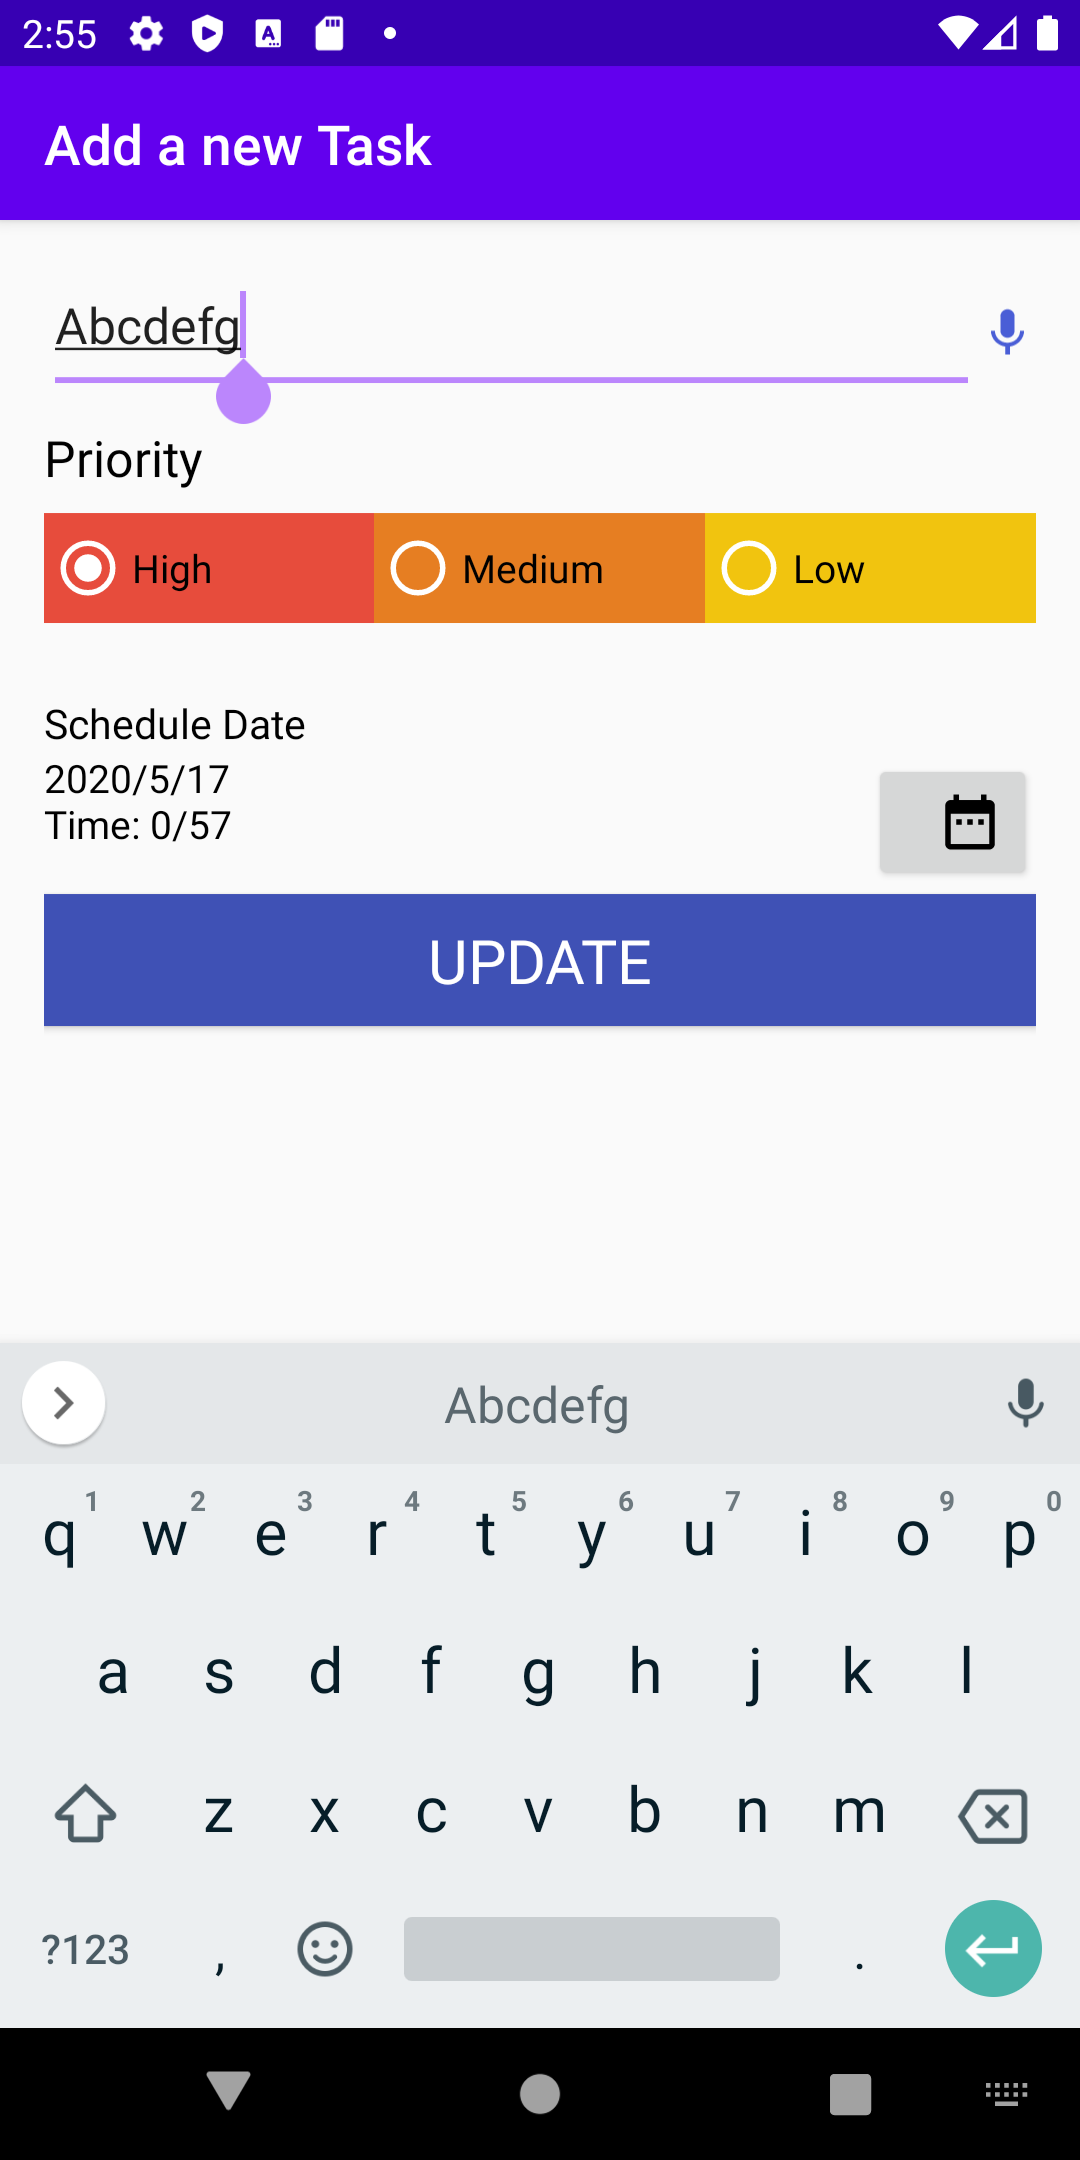 2:55
Add a new Task
Abcdefg
Priority
High Medium Low
Schedule Date
2020/5/17
Time: 0/57
UPDATE
Abcdefg
1 2 3 4 5 6 7 8 9 0
q w e r t y u i o p
a s d f g h j k l
z x c v b n m
?123 , .